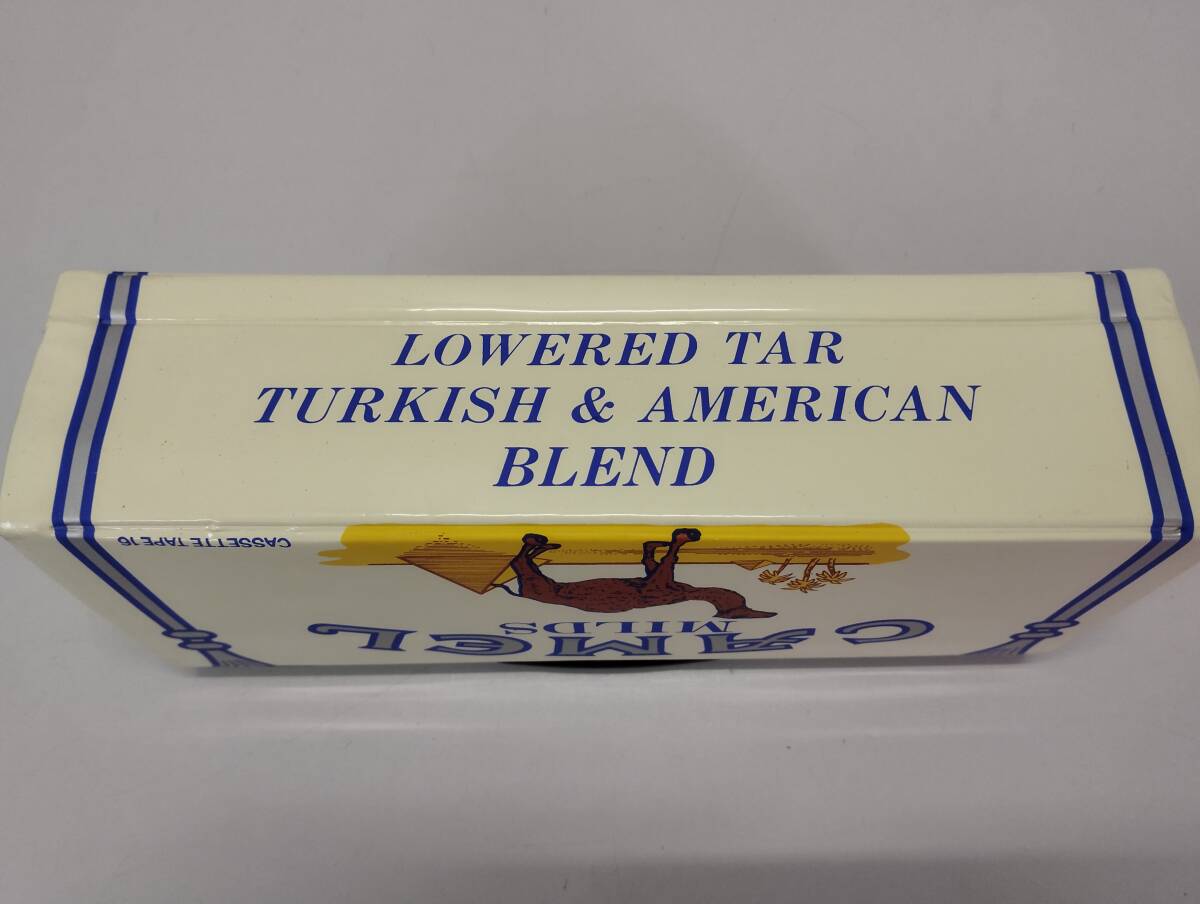 LOWERED TAR
TURKISH & AMERICAN
BLEND
CAMEL
MILDS
CASSETTE TAPE 16